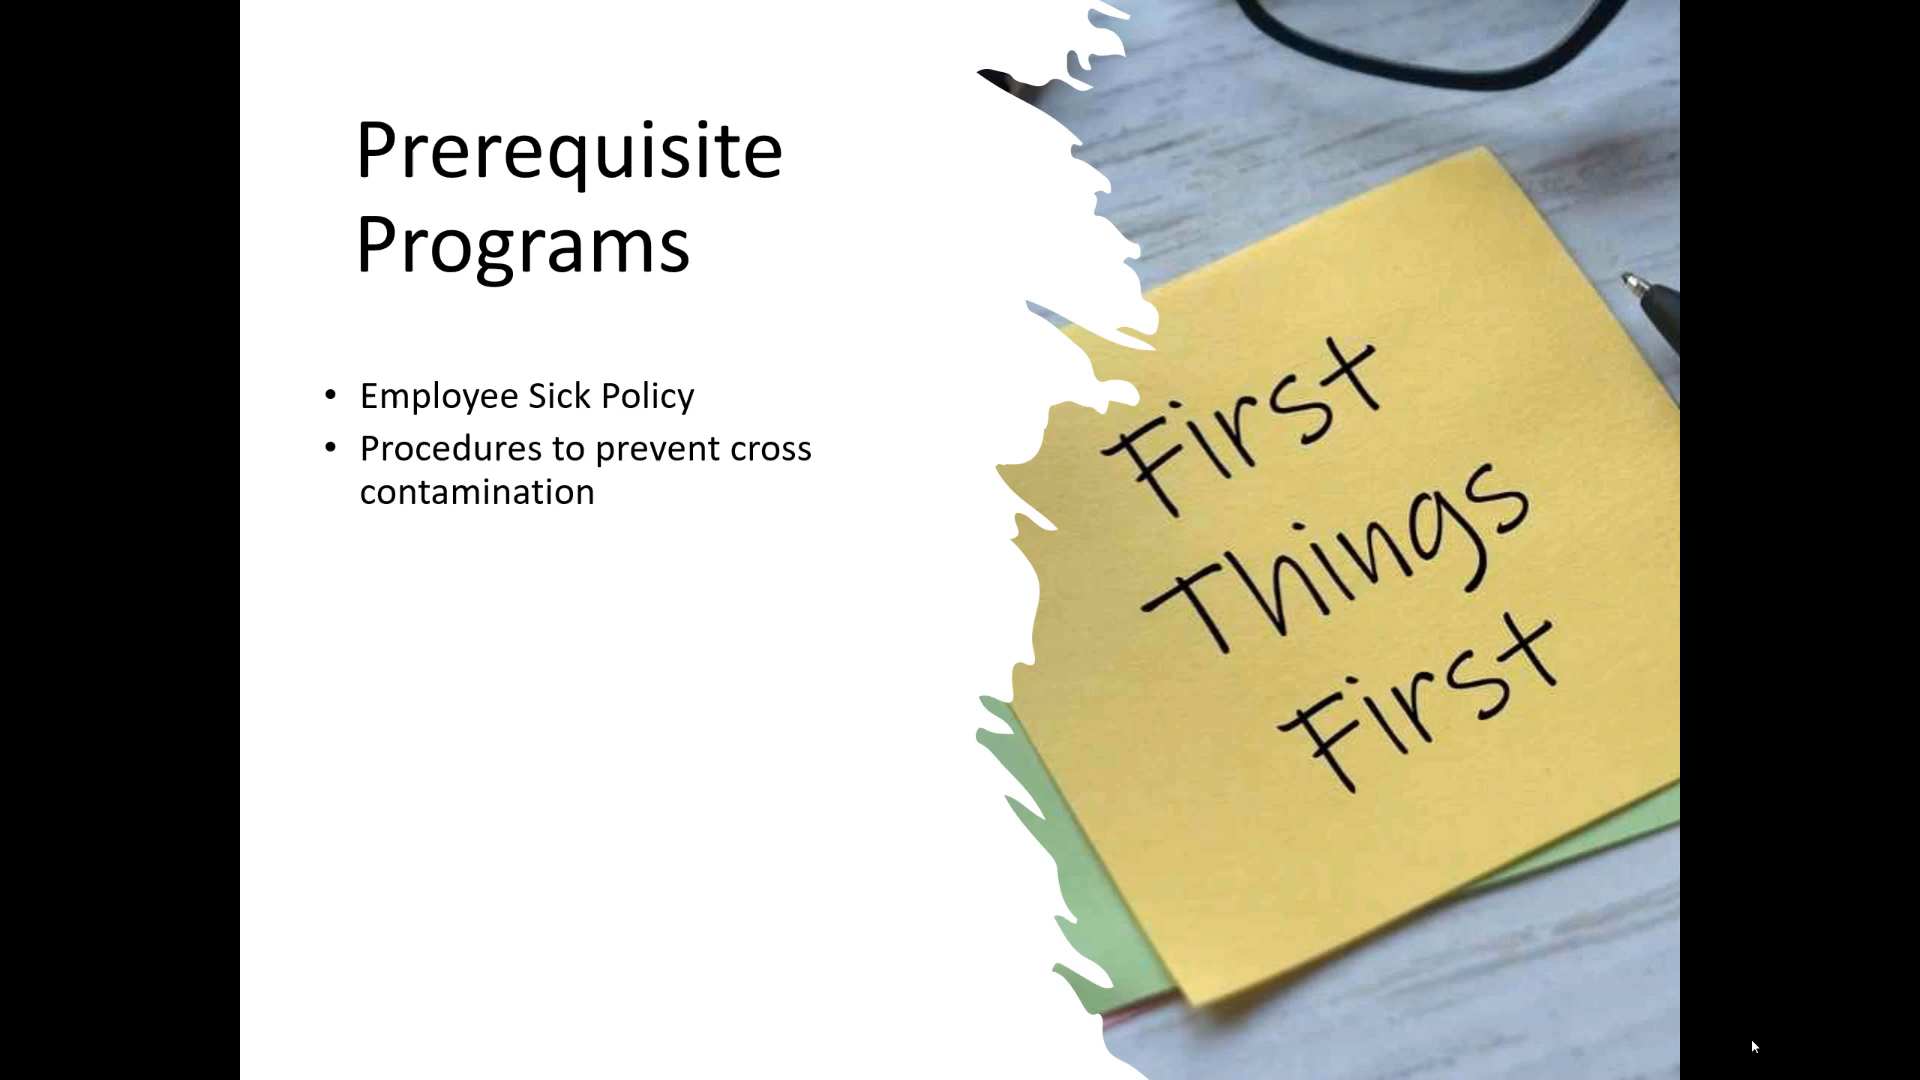 Prerequisite
Programs
• Employee Sick Policy
• Procedures to prevent cross
contamination
First
Things
First